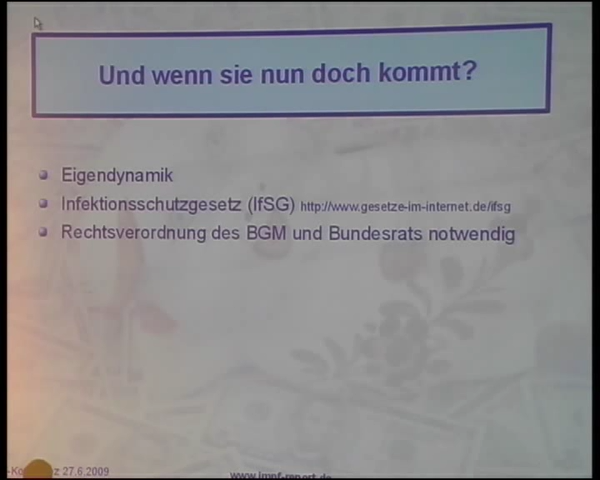 Und wenn sie nun doch kommt?
Eigendynamik
Infektionsschutzgesetz (IfSG) http://www.gesetze-im-internet.de/ifsg
Rechtsverordnung des BGM und Bundesrats notwendig
27.6.2009
www.impf-report.de